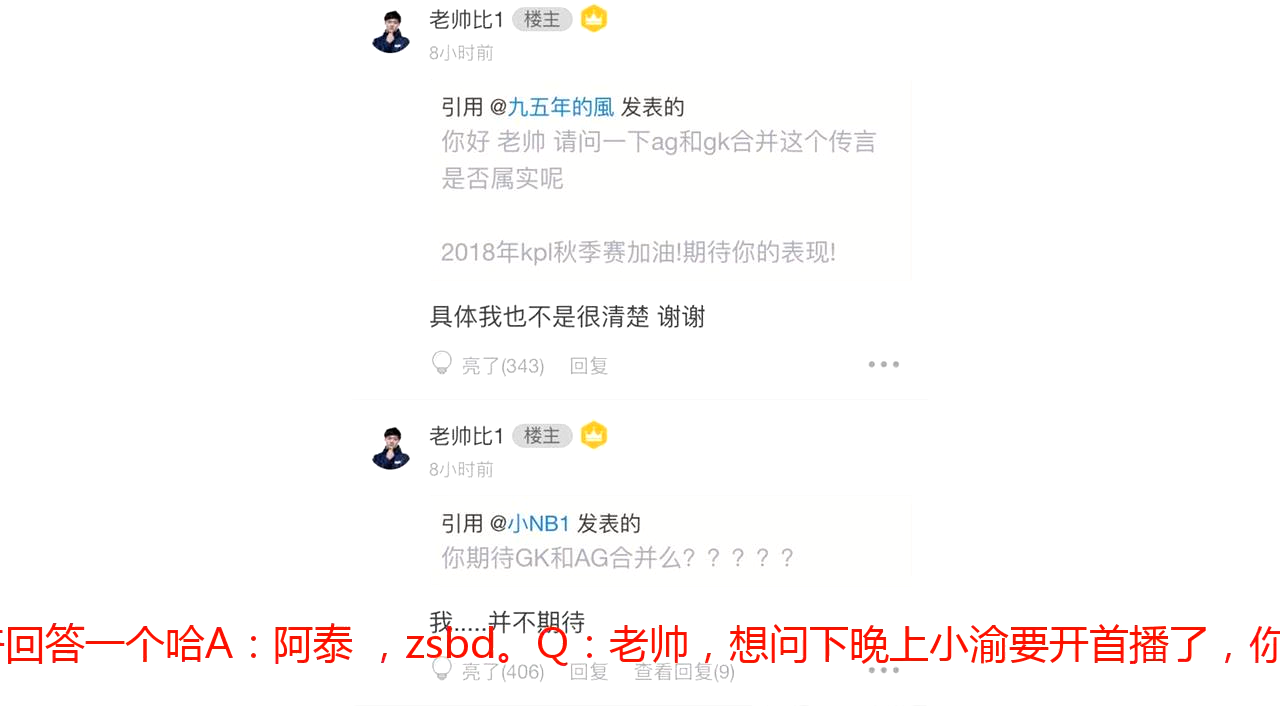 老帅比1 楼主
8小时前
引用 @九五年的風 发表的
你好 老帅 请问一下ag和gk合并这个传言
是否属实呢
2018年kpl秋季赛加油!期待你的表现!
具体我也不是很清楚 谢谢
亮了(343) 回复
老帅比1 楼主
8小时前
引用 @小NB1 发表的
你期待GK和AG合并么？？？？？
我.....并不期待
回答一个哈A：阿泰 ，zsbd。Q：老帅，想问下晚上小渝要开首播了，你
亮了(406) 回复 查看回复(9)